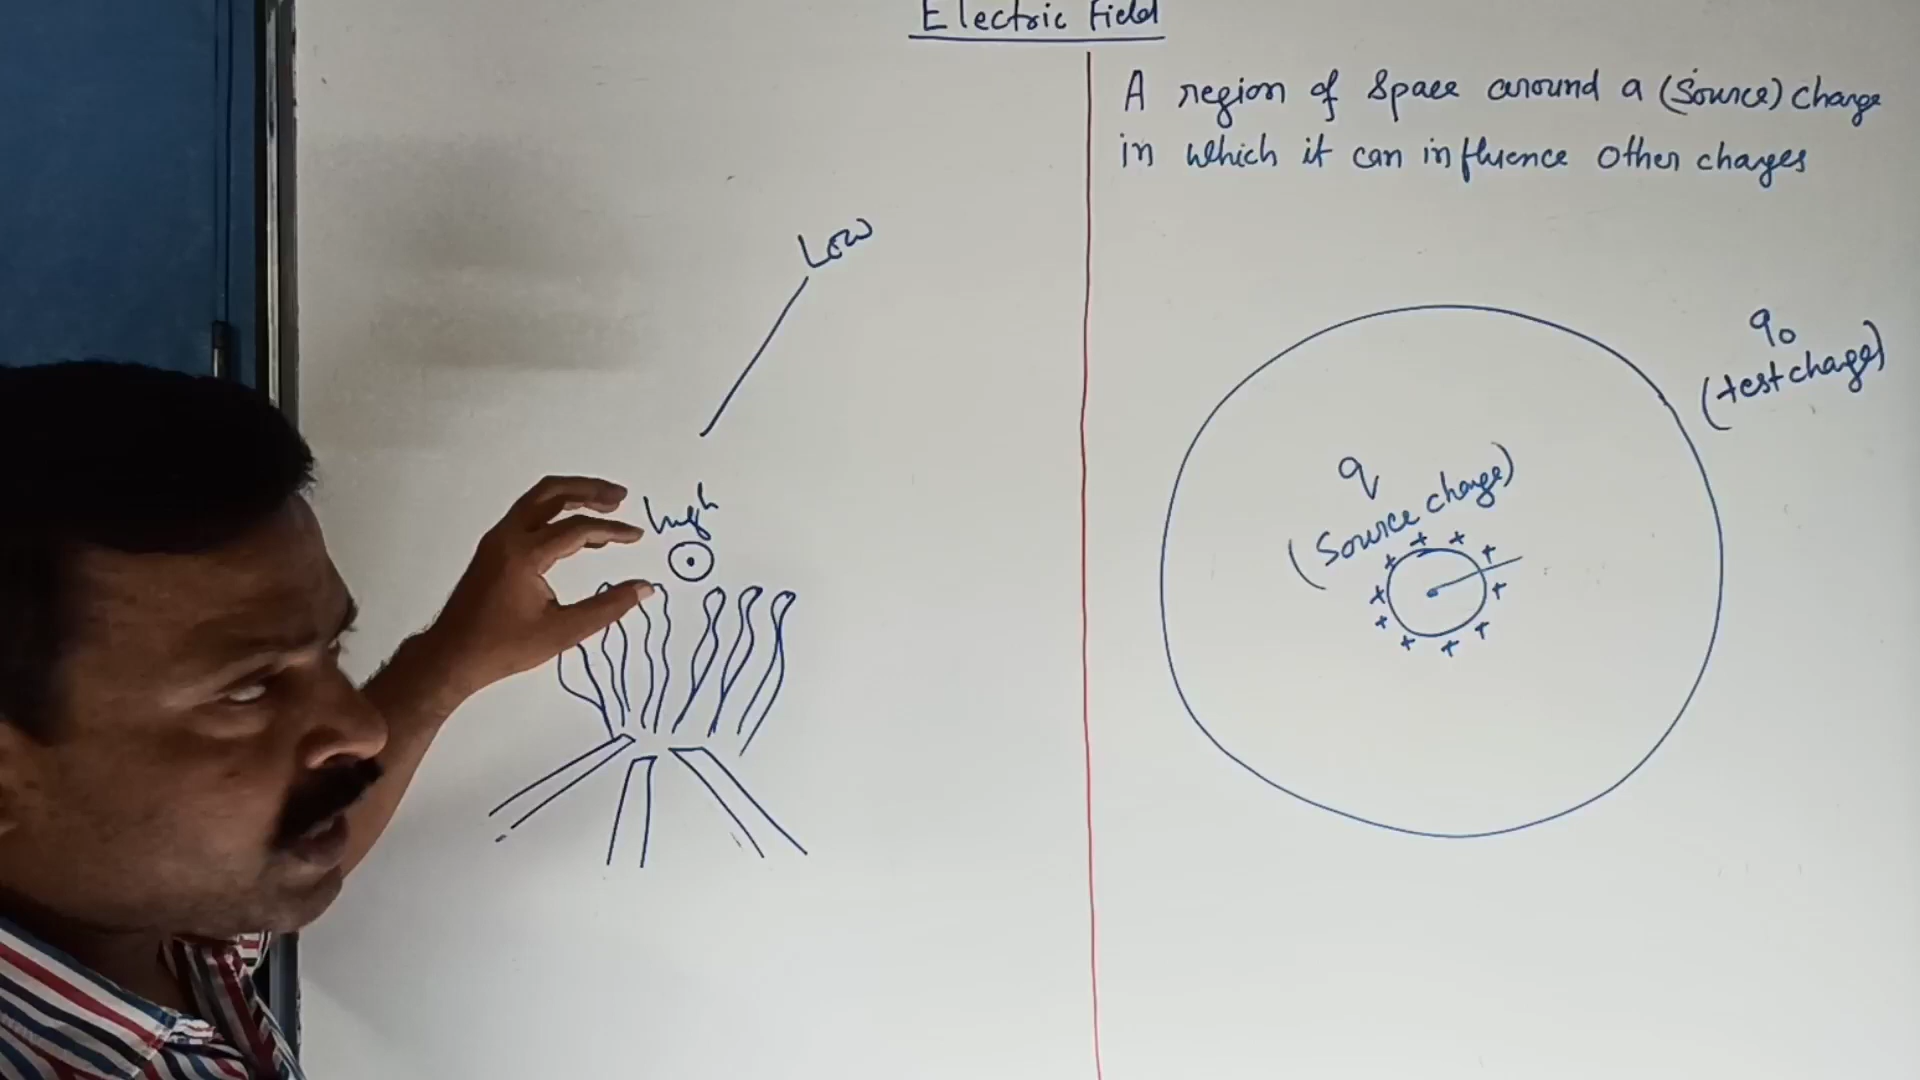 Electric Field
A region of space around a (source) charge
in which it can influence other charges
Low
high
q0
(test charge)
q
(Source charge)
+ + + + + + + + + + +